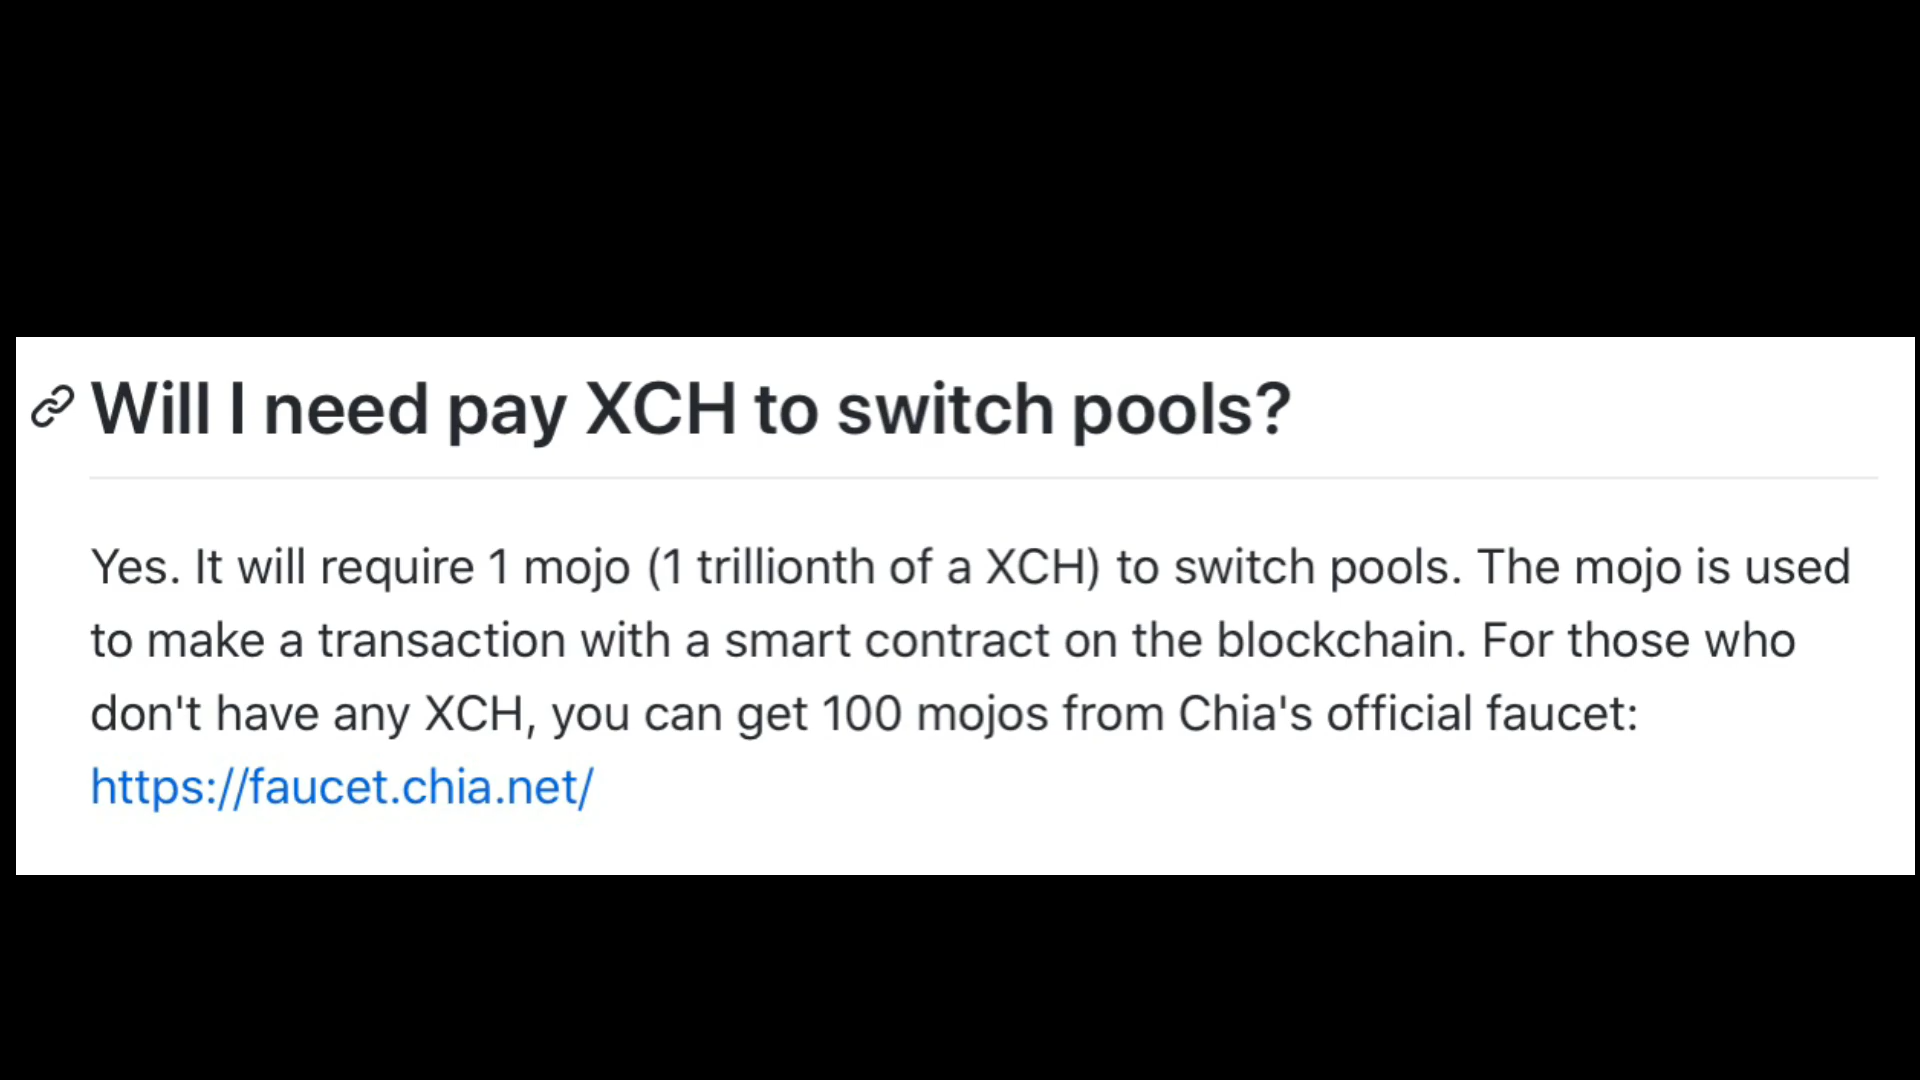 Will I need pay XCH to switch pools?
Yes. It will require 1 mojo (1 trillionth of a XCH) to switch pools. The mojo is used
to make a transaction with a smart contract on the blockchain. For those who
don't have any XCH, you can get 100 mojos from Chia's official faucet:
https://faucet.chia.net/